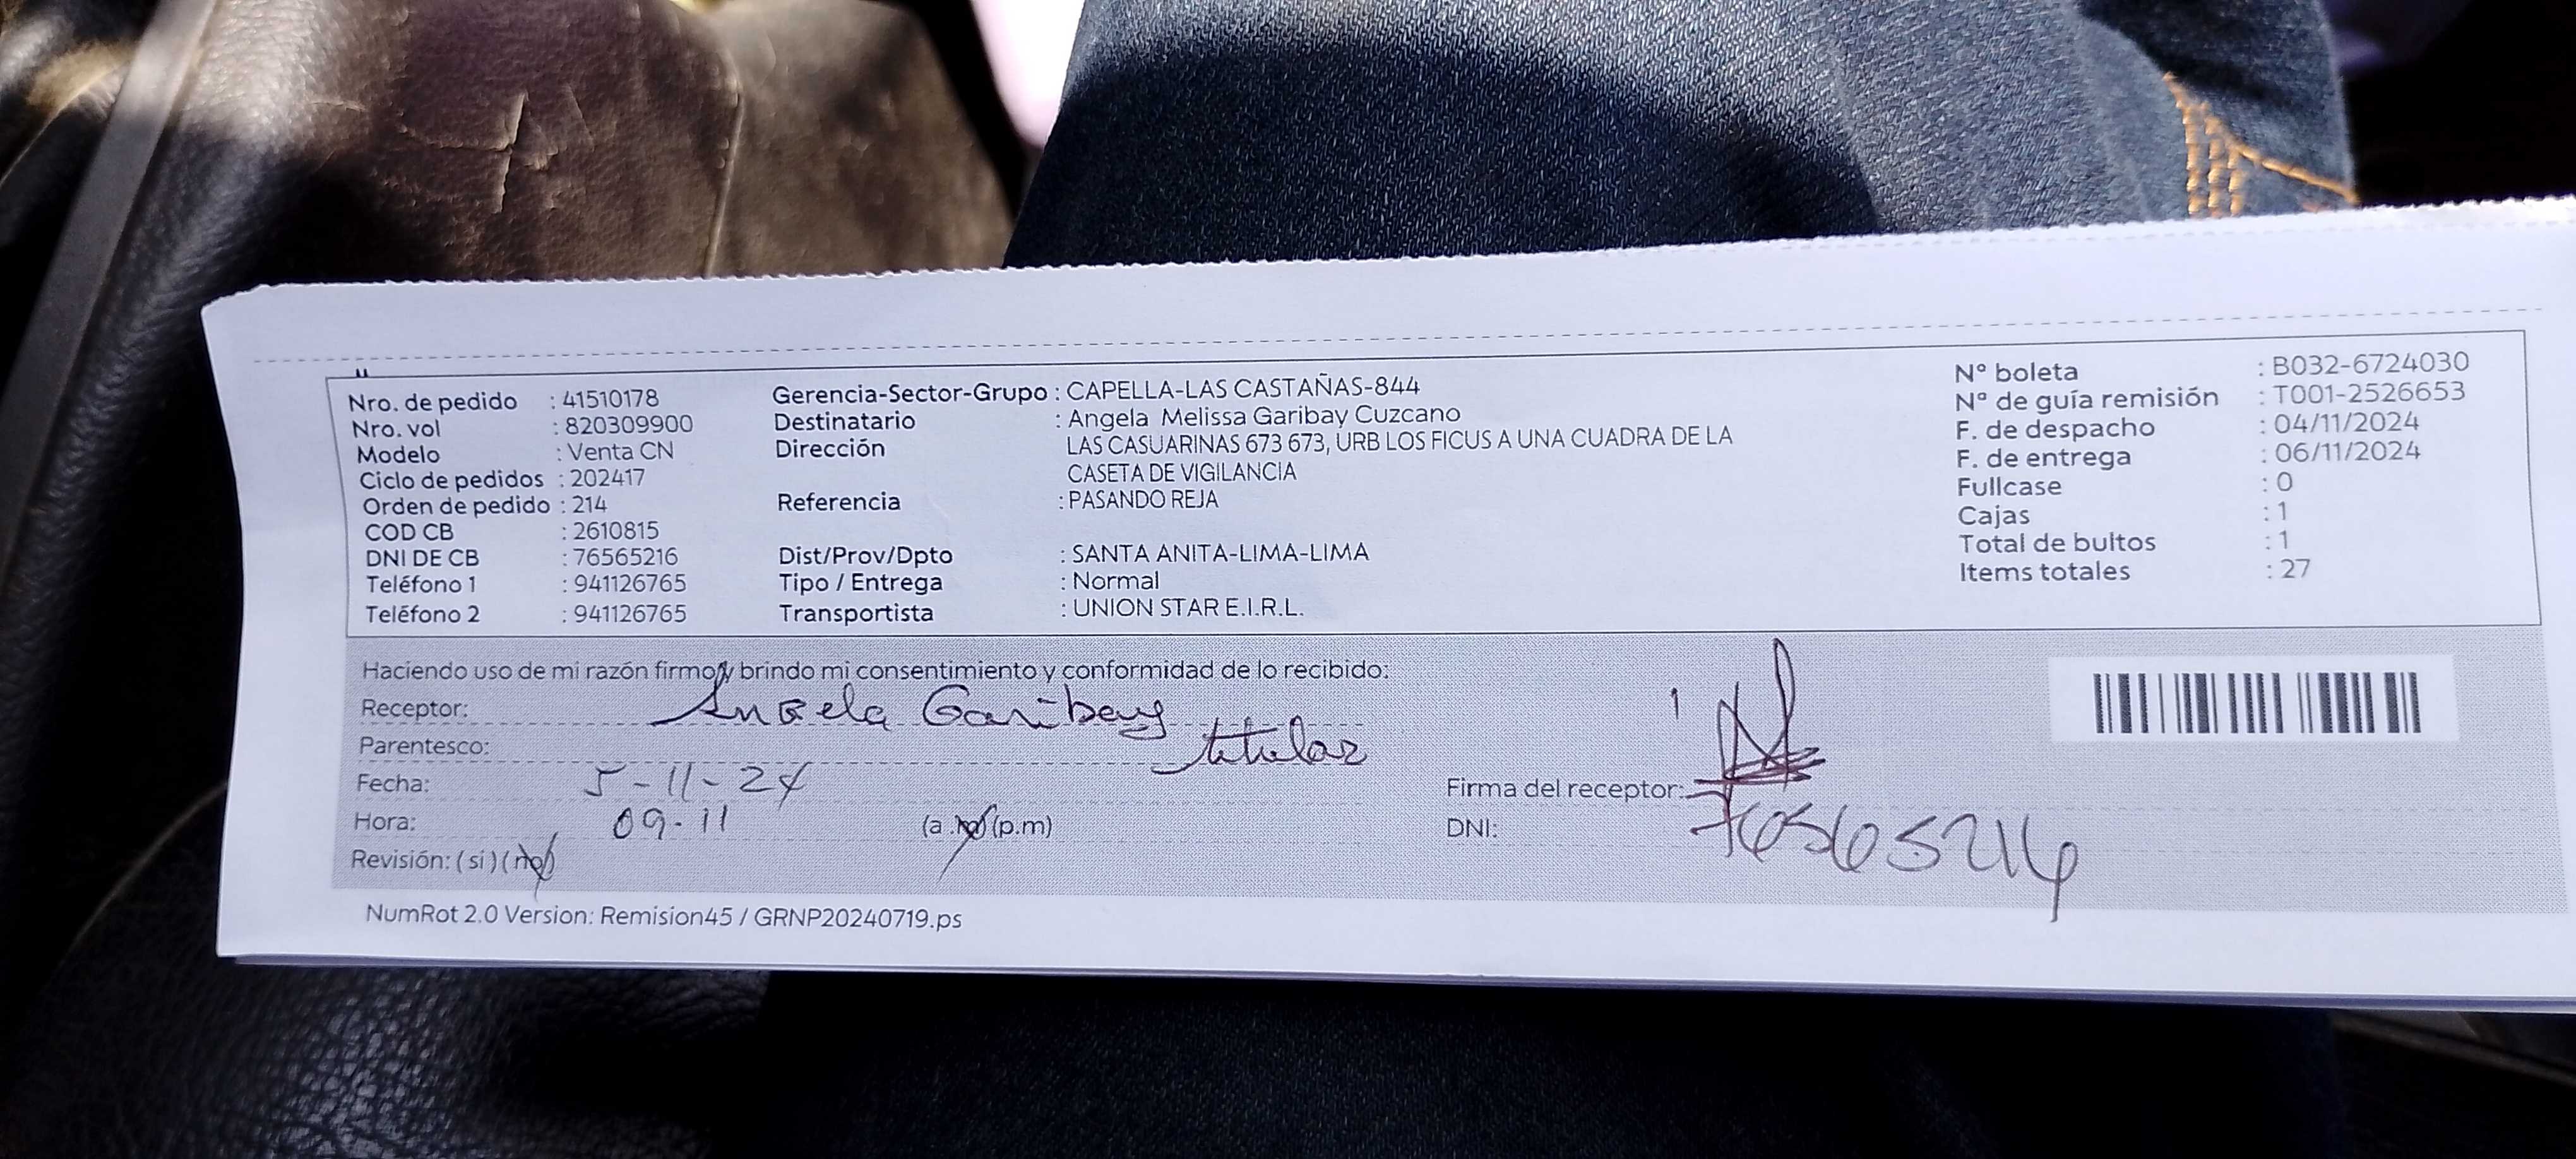 Nro. de pedido : 41510178
Nro. vol : 820309900
Modelo : Venta CN
Ciclo de pedidos : 202417
Orden de pedido : 214
COD CB : 2610815
DNI DE CB : 76565216
Teléfono 1 : 941126765
Teléfono 2 : 941126765
Gerencia-Sector-Grupo : CAPELLA-LAS CASTAÑAS-844
Destinatario : Angela Melissa Garibay Cuzcano
Dirección LAS CASUARINAS 673 673, URB LOS FICUS A UNA CUADRA DE LA
CASETA DE VIGILANCIA
Referencia : PASANDO REJA
Dist/Prov/Dpto : SANTA ANITA-LIMA-LIMA
Tipo / Entrega : Normal
Transportista : UNION STAR E.I.R.L.
Nº boleta : B032-6724030
Nª de guía remisión : T001-2526653
F. de despacho : 04/11/2024
F. de entrega : 06/11/2024
Fullcase : 0
Cajas : 1
Total de bultos : 1
Items totales : 27
Haciendo uso de mi razón firmo y brindo mi consentimiento y conformidad de lo recibido:
Receptor: Angela Garibay
Parentesco: titular
Fecha: 5-11-24
Hora: 09-11 (a.m) (p.m)
Revisión: (si) (no)
Firma del receptor:
DNI: 76565216
NumRot 2.0 Version: Remision45 / GRNP20240719.ps